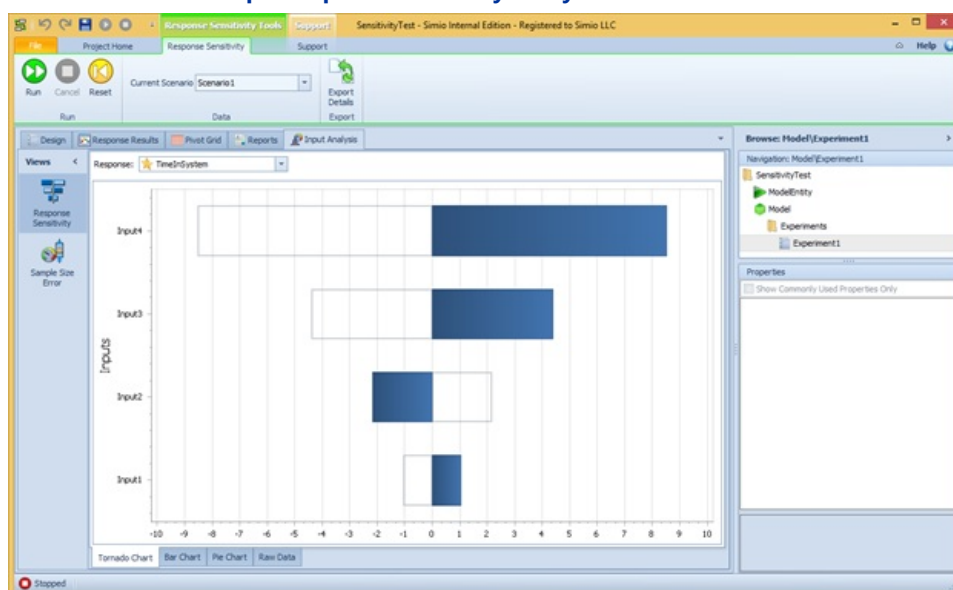 Response Sensitivity Tools
Support
SensitivityTest - Simio Internal Edition - Registered to Simio LLC
File
Project Home
Response Sensitivity
Support
Help
Run
Cancel
Reset
Current Scenario
Scenario1
Export Details
Run
Data
Export
Design
Response Results
Pivot Grid
Reports
Input Analysis
Views
Response:
TimeInSystem
Response
Sensitivity
Sample Size
Error
Inputs
Input4
Input3
Input2
Input1
-10 -9 -8 -7 -6 -5 -4 -3 -2 -1 0 1 2 3 4 5 6 7 8 9 10
Tornado Chart
Bar Chart
Pie Chart
Raw Data
Browse: Model\Experiment1
Navigation: Model\Experiment1
SensitivityTest
ModelEntity
Model
Experiments
Experiment1
Properties
Show Commonly Used Properties Only
Stopped